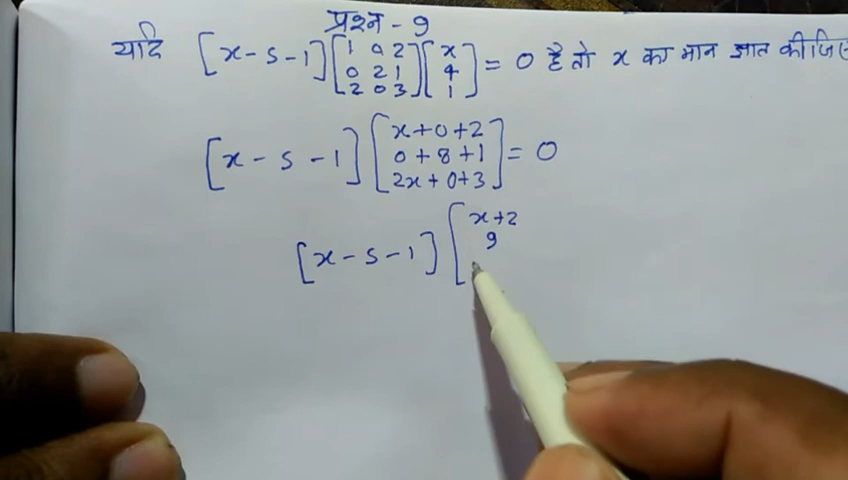 प्रश्न - 9
यदि [x - 5 - 1] [1 0 2 0 2 1 2 0 3] [x 4 1] = 0 है तो x का मान ज्ञात कीजिए
[x - 5 - 1] [x+0+2 0+8+1 2x+0+3] = 0
[x - 5 - 1] [x+2 9